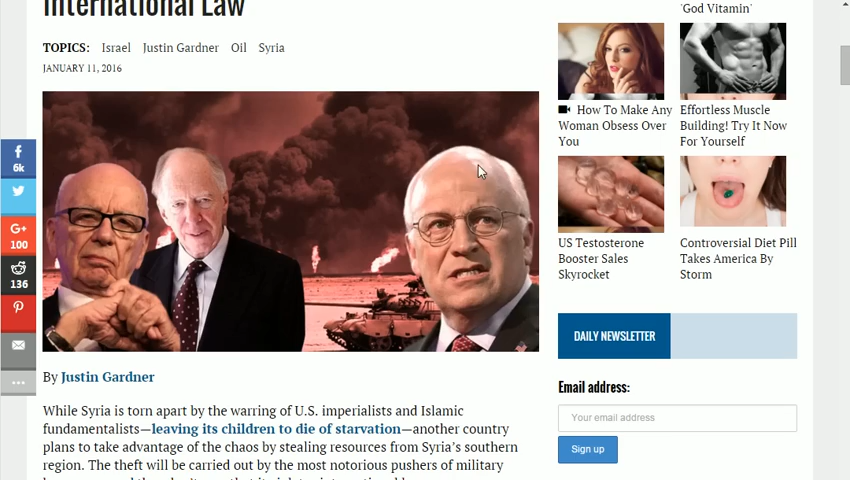 International Law
TOPICS: Israel Justin Gardner Oil Syria
JANUARY 11, 2016
6k
G+
100
136
By Justin Gardner
While Syria is torn apart by the warring of U.S. imperialists and Islamic
fundamentalists—leaving its children to die of starvation—another country
plans to take advantage of the chaos by stealing resources from Syria's southern
region. The theft will be carried out by the most notorious pushers of military
'God Vitamin'
How To Make Any
Woman Obsess Over
You
Effortless Muscle
Building! Try It Now
For Yourself
US Testosterone
Booster Sales
Skyrocket
Controversial Diet Pill
Takes America By
Storm
DAILY NEWSLETTER
Email address:
Your email address
Sign up